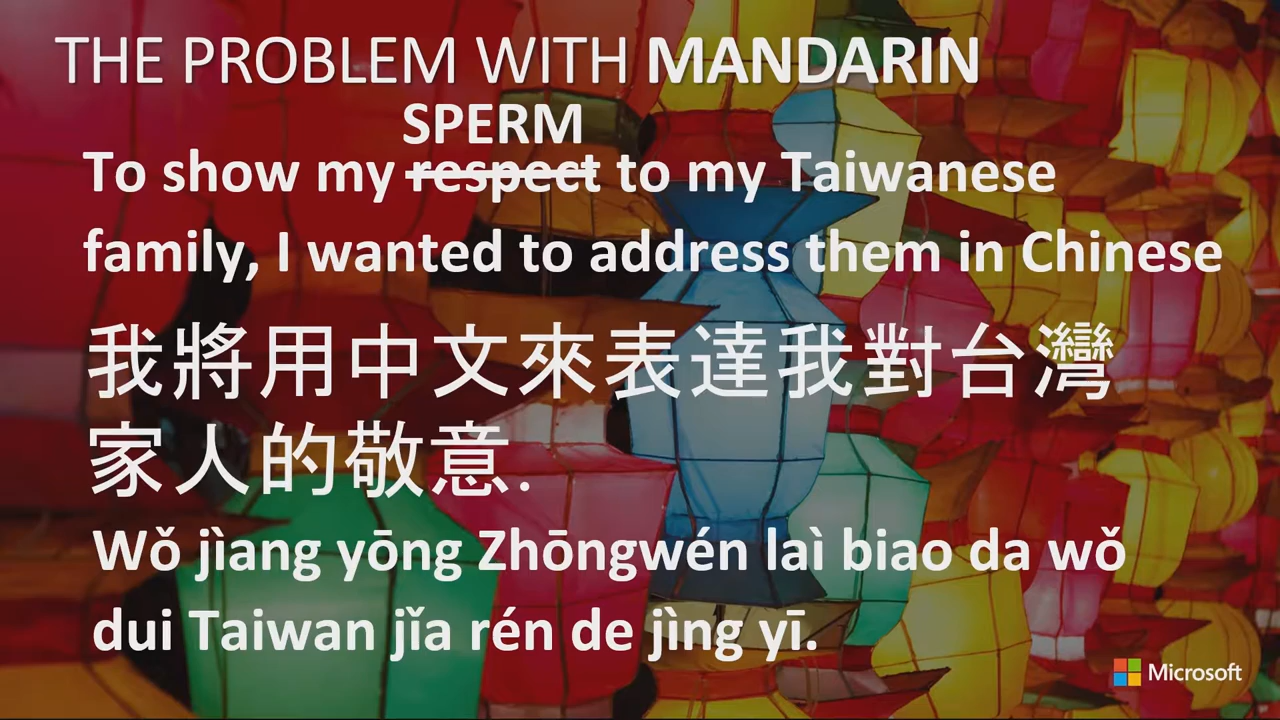 THE PROBLEM WITH MANDARIN
SPERM
To show my respect to my Taiwanese
family, I wanted to address them in Chinese
我將用中文來表達我對台灣
家人的敬意.
Wǒ jìang yōng Zhōngwén laì biao da wǒ
dui Taiwan jǐa rén de jìng yī.
Microsoft